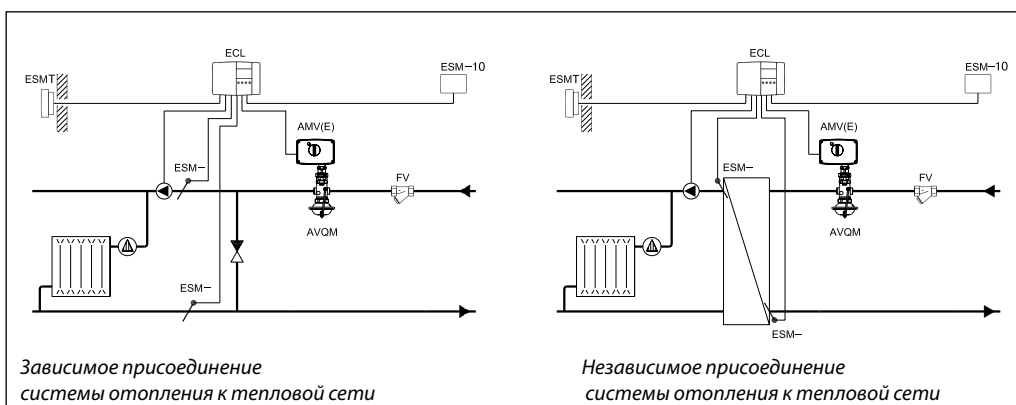 ECL
ESMT
ESM-10
AMV(E)
ESM-
FV
AVQM
ESM-
Зависимое присоединение
системы отопления к тепловой сети
ECL
ESMT
ESM-10
AMV(E)
ESM-
FV
AVQM
ESM-
Независимое присоединение
системы отопления к тепловой сети